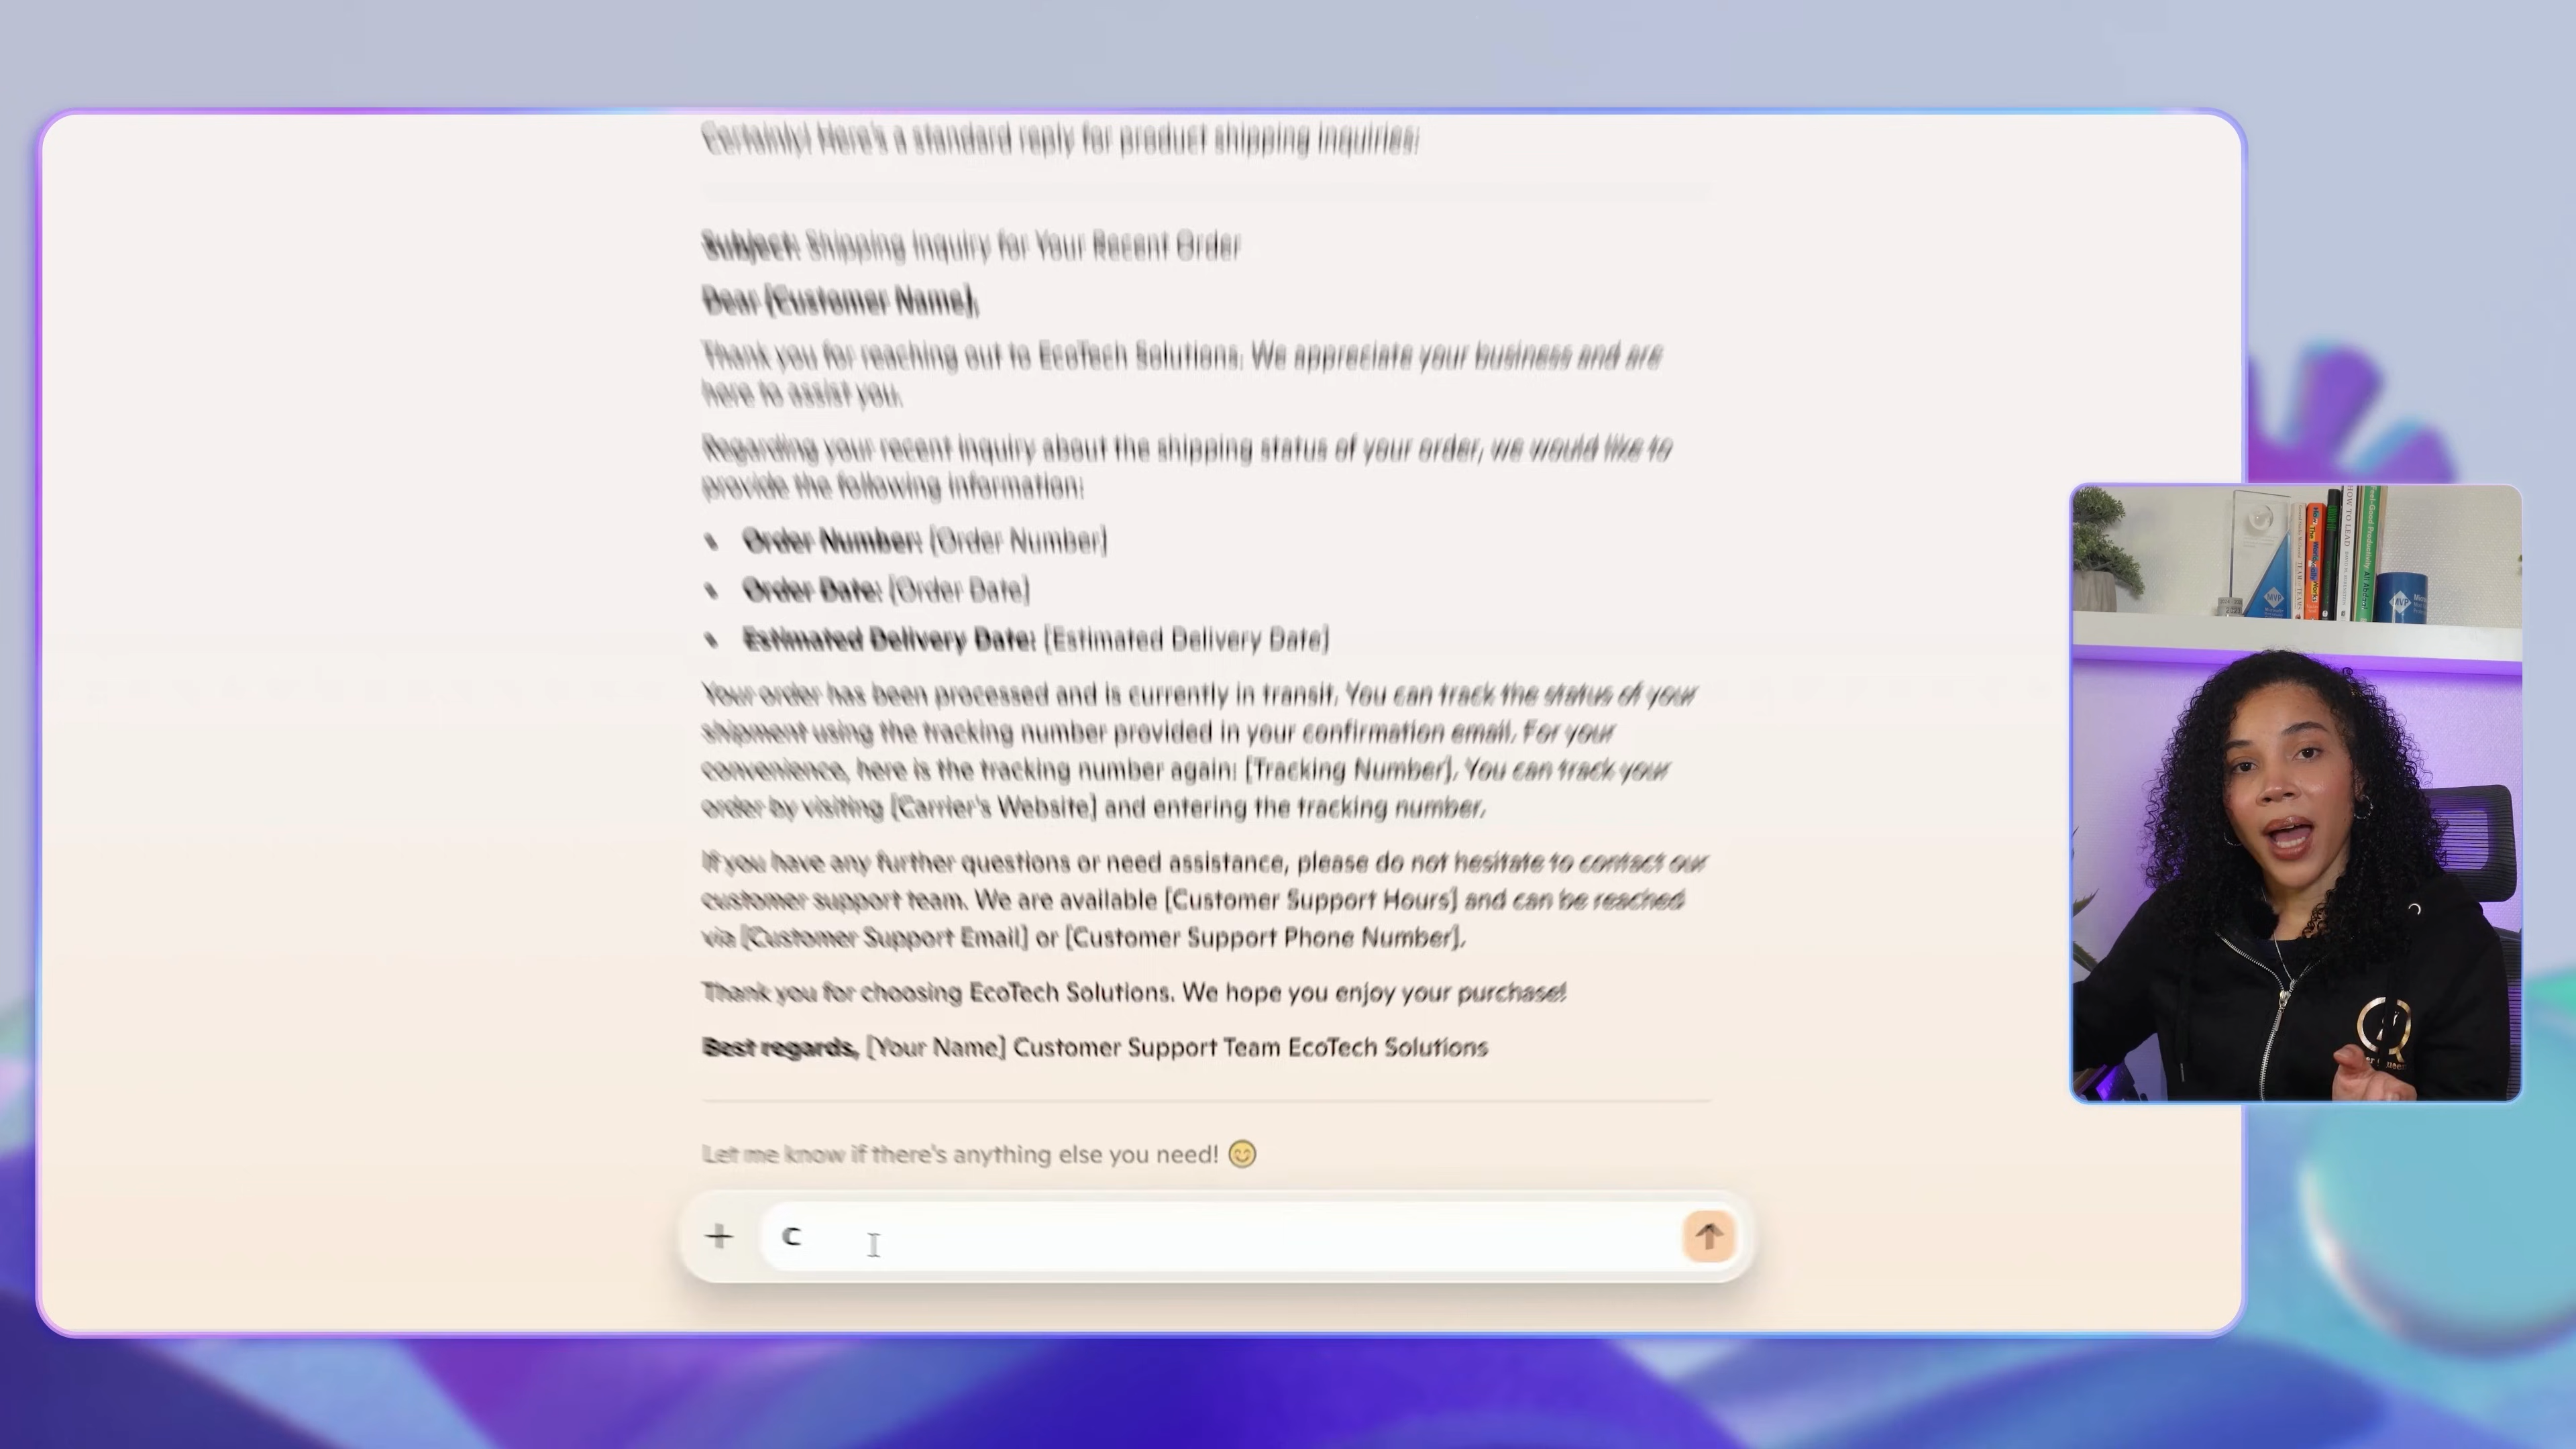 Certainly! Here's a standard reply for product shipping inquiries:
Subject: Shipping Inquiry for Your Recent Order
Dear [Customer Name],
Thank you for reaching out to EcoTech Solutions. We appreciate your business and are
here to assist you.
Regarding your recent inquiry about the shipping status of your order, we would like to
provide the following information:
• Order Number: [Order Number]
• Order Date: [Order Date]
• Estimated Delivery Date: [Estimated Delivery Date]
Your order has been processed and is currently in transit. You can track the status of your
shipment using the tracking number provided in your confirmation email. For your
convenience, here is the tracking number again: [Tracking Number]. You can track your
order by visiting [Carrier's Website] and entering the tracking number.
If you have any further questions or need assistance, please do not hesitate to contact our
customer support team. We are available [Customer Support Hours] and can be reached
via [Customer Support Email] or [Customer Support Phone Number].
Thank you for choosing EcoTech Solutions. We hope you enjoy your purchase!
Best regards, [Your Name] Customer Support Team EcoTech Solutions
Let me know if there's anything else you need! 😊
C
MVP
HOW TO LEAD
Feel-Good Productivity
MVP